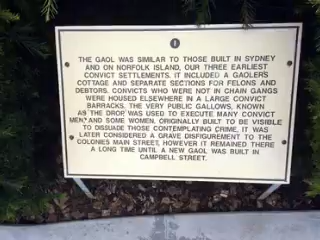 THE GAOL WAS SIMILAR TO THOSE BUILT IN SYDNEY
AND ON NORFOLK ISLAND, OUR THREE EARLIEST
CONVICT SETTLEMENTS. IT INCLUDED A GAOLER'S
COTTAGE AND SEPARATE SECTIONS FOR FELONS AND
DEBTORS. CONVICTS WHO WERE NOT IN CHAIN GANGS
WERE HOUSED ELSEWHERE IN A LARGE CONVICT
BARRACKS. THE VERY PUBLIC GALLOWS, KNOWN
AS THE DROP, WAS USED TO EXECUTE MANY CONVICT
MEN AND SOME WOMEN. ORIGINALLY BUILT TO BE VISIBLE
TO DISSUADE THOSE CONTEMPLATING CRIME, IT WAS
LATER CONSIDERED A GRAVE DISFIGUREMENT TO THE
COLONIES MAIN STREET, HOWEVER IT REMAINED THERE
A LONG TIME UNTIL A NEW GAOL WAS BUILT IN
CAMPBELL STREET.